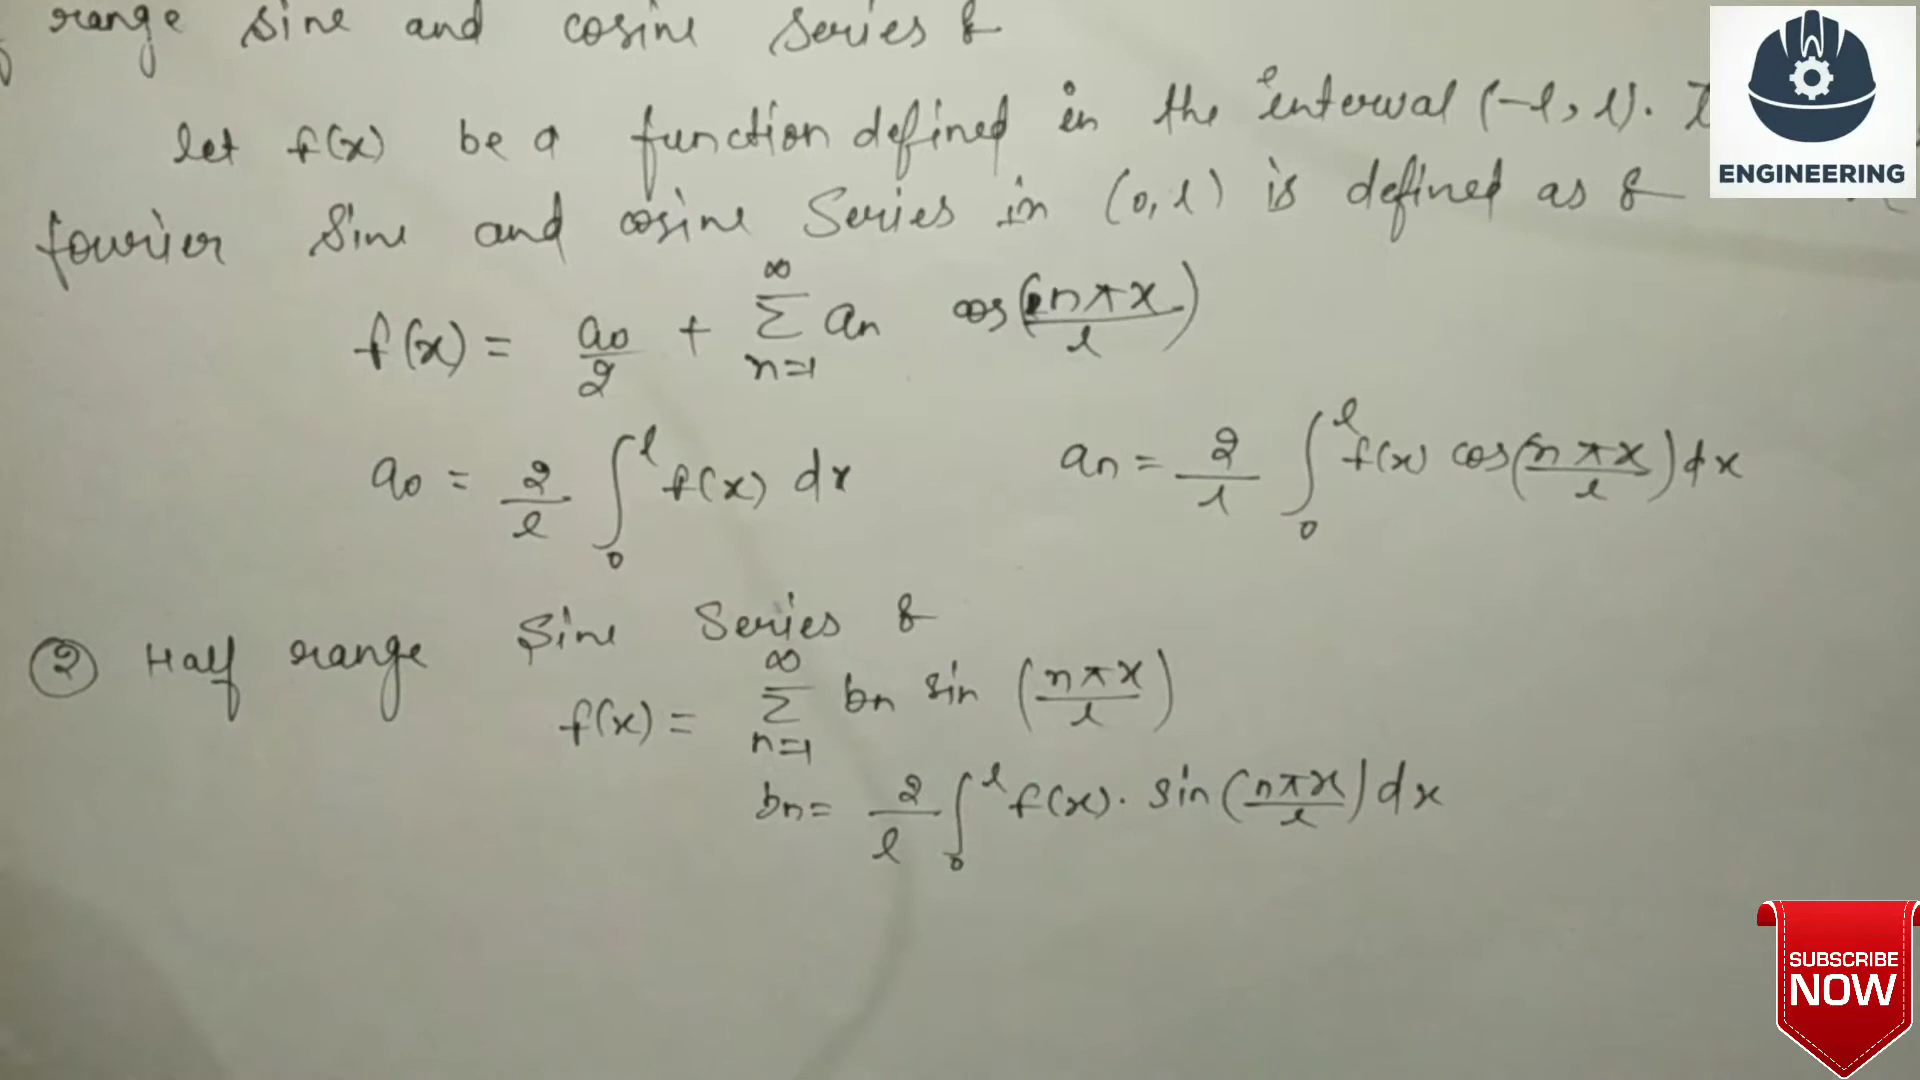 range sine and cosine series :-
let f(x) be a function defined in the interval (-l, l).
fourier Sine and cosine Series in (0, l) is defined as :-
f(x) = a0/2 + ∞ Σ n=1 an cos(nπx/l)
a0 = 2/l ∫0^l f(x) dx an = 2/l ∫0^l f(x) cos(nπx/l) dx
② Half range Sine Series :-
f(x) = ∞ Σ n=1 bn sin (nπx/l)
bn = 2/l ∫0^l f(x). sin(nπx/l) dx
ENGINEERING
SUBSCRIBE
NOW